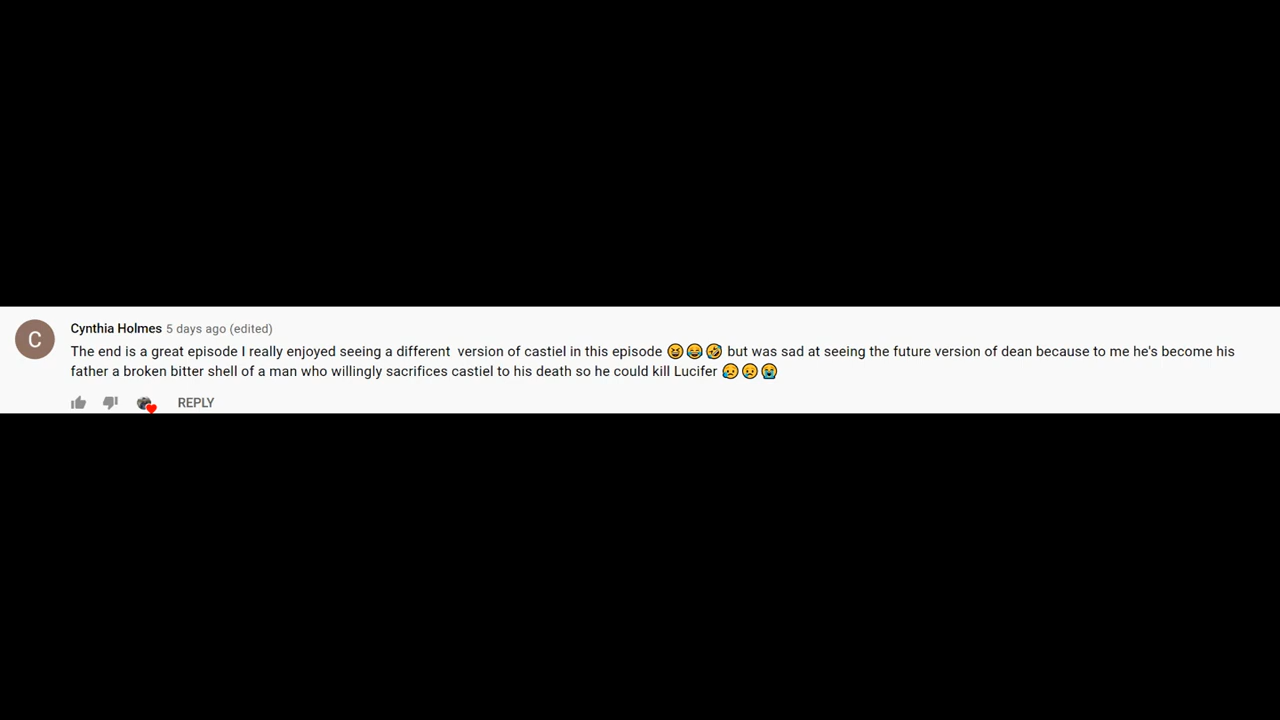 C
Cynthia Holmes 5 days ago (edited)
The end is a great episode I really enjoyed seeing a different  version of castiel in this episode 😆😂🤣 but was sad at seeing the future version of dean because to me he's become his
father a broken bitter shell of a man who willingly sacrifices castiel to his death so he could kill Lucifer 😥😢😭
REPLY